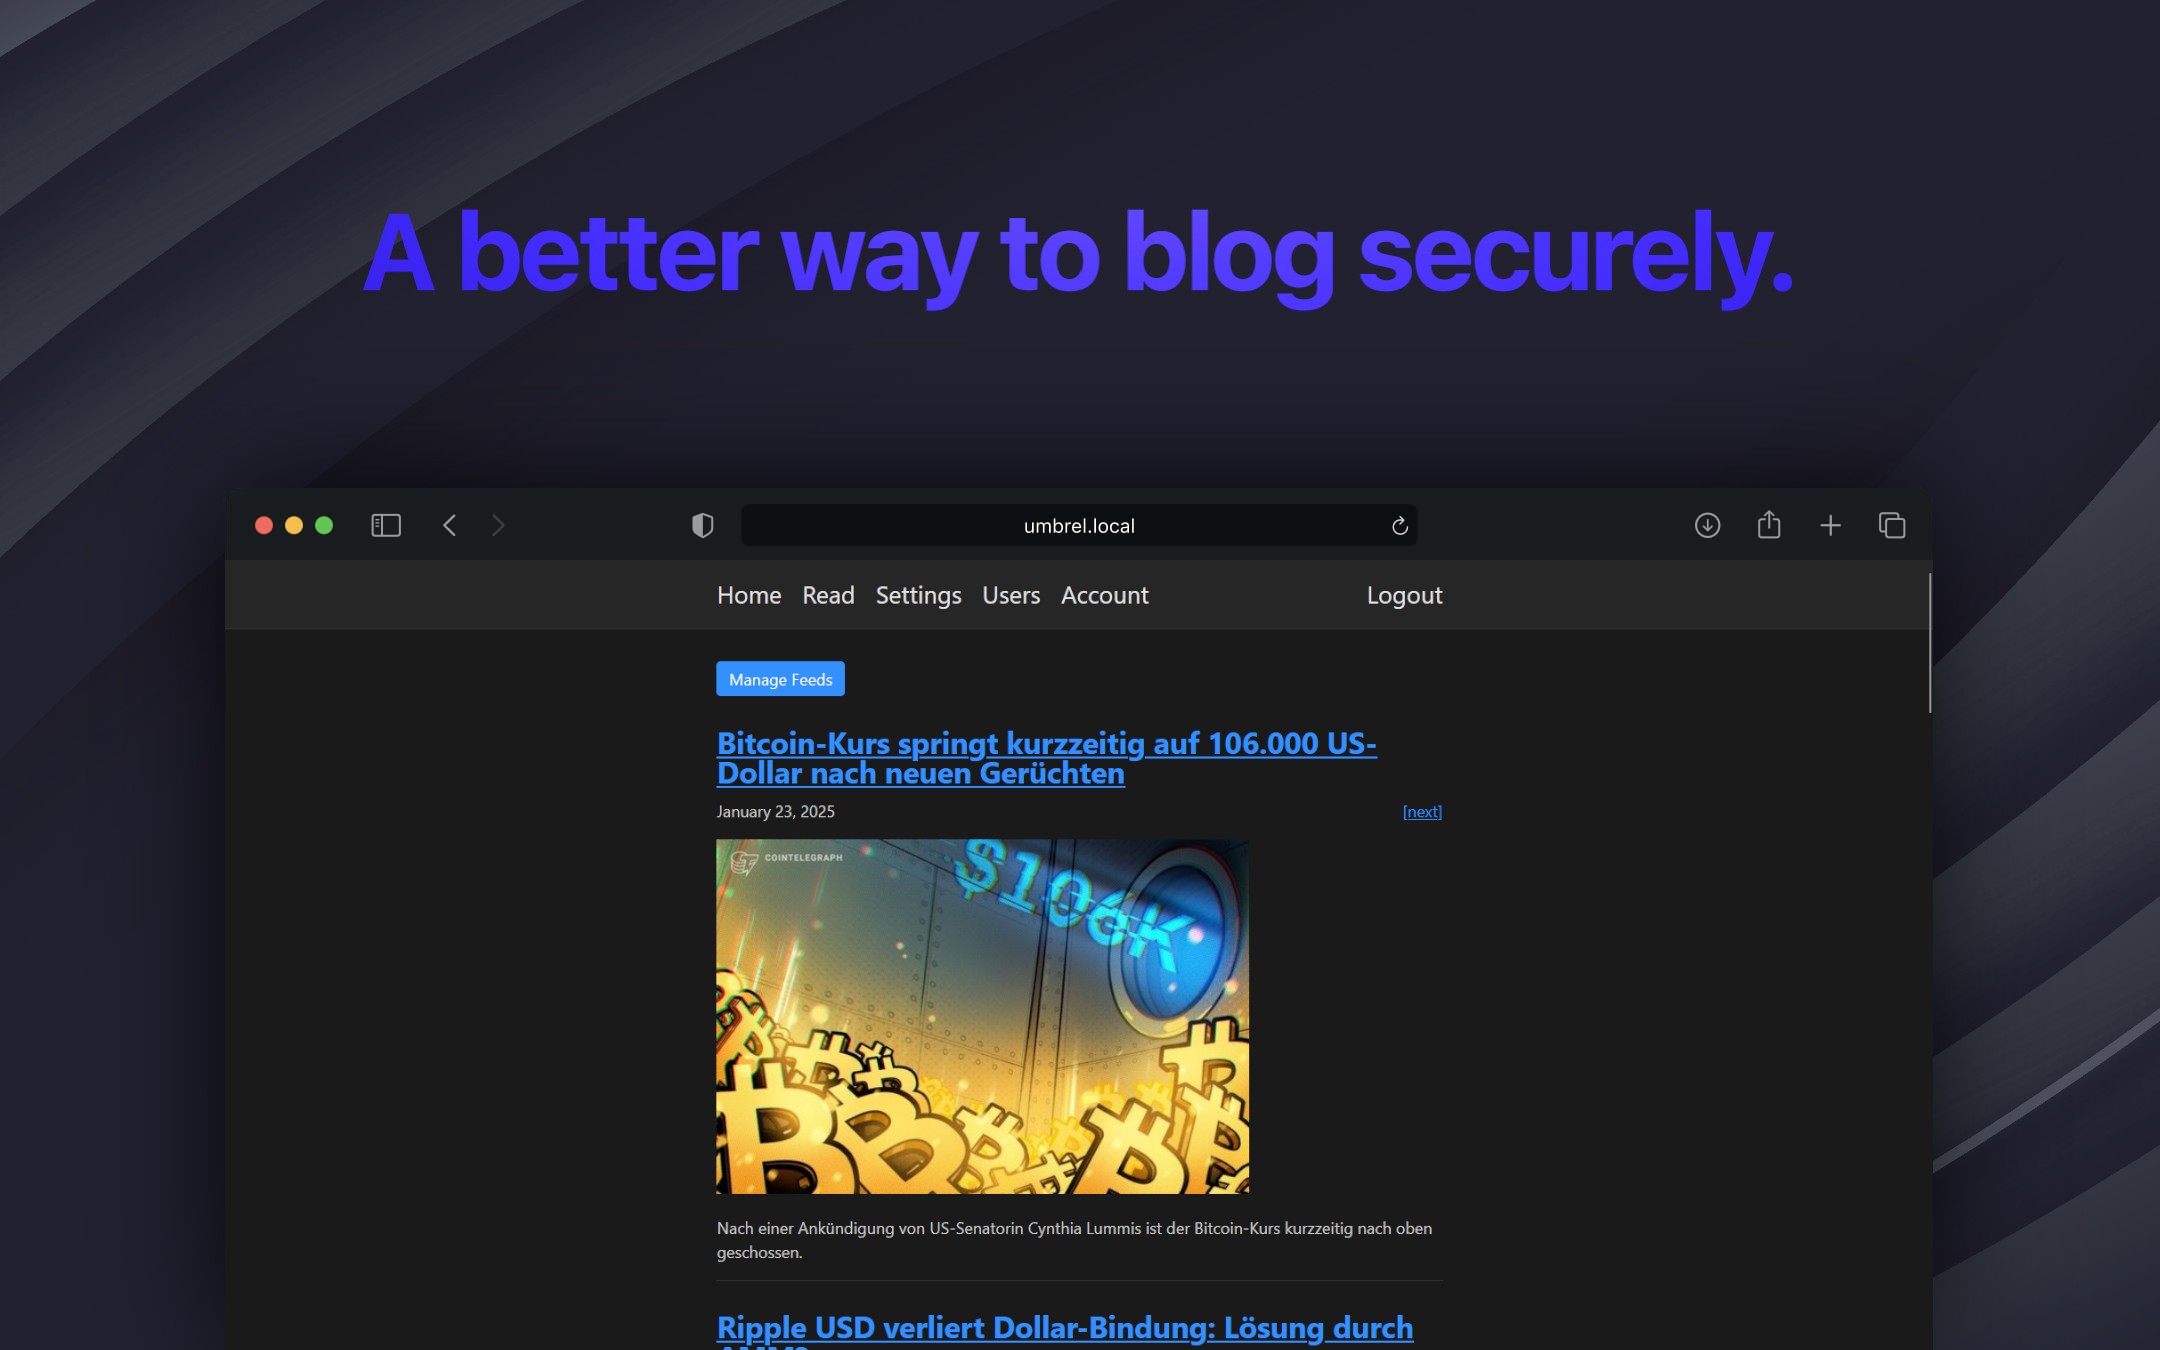 A better way to blog securely.
umbrel.local
Home Read Settings Users Account Logout
Manage Feeds
Bitcoin-Kurs springt kurzzeitig auf 106.000 US-
Dollar nach neuen Gerüchten
January 23, 2025 [next]
COINTELEGRAPH
$106K
Nach einer Ankündigung von US-Senatorin Cynthia Lummis ist der Bitcoin-Kurs kurzzeitig nach oben
geschossen.
Ripple USD verliert Dollar-Bindung: Lösung durch